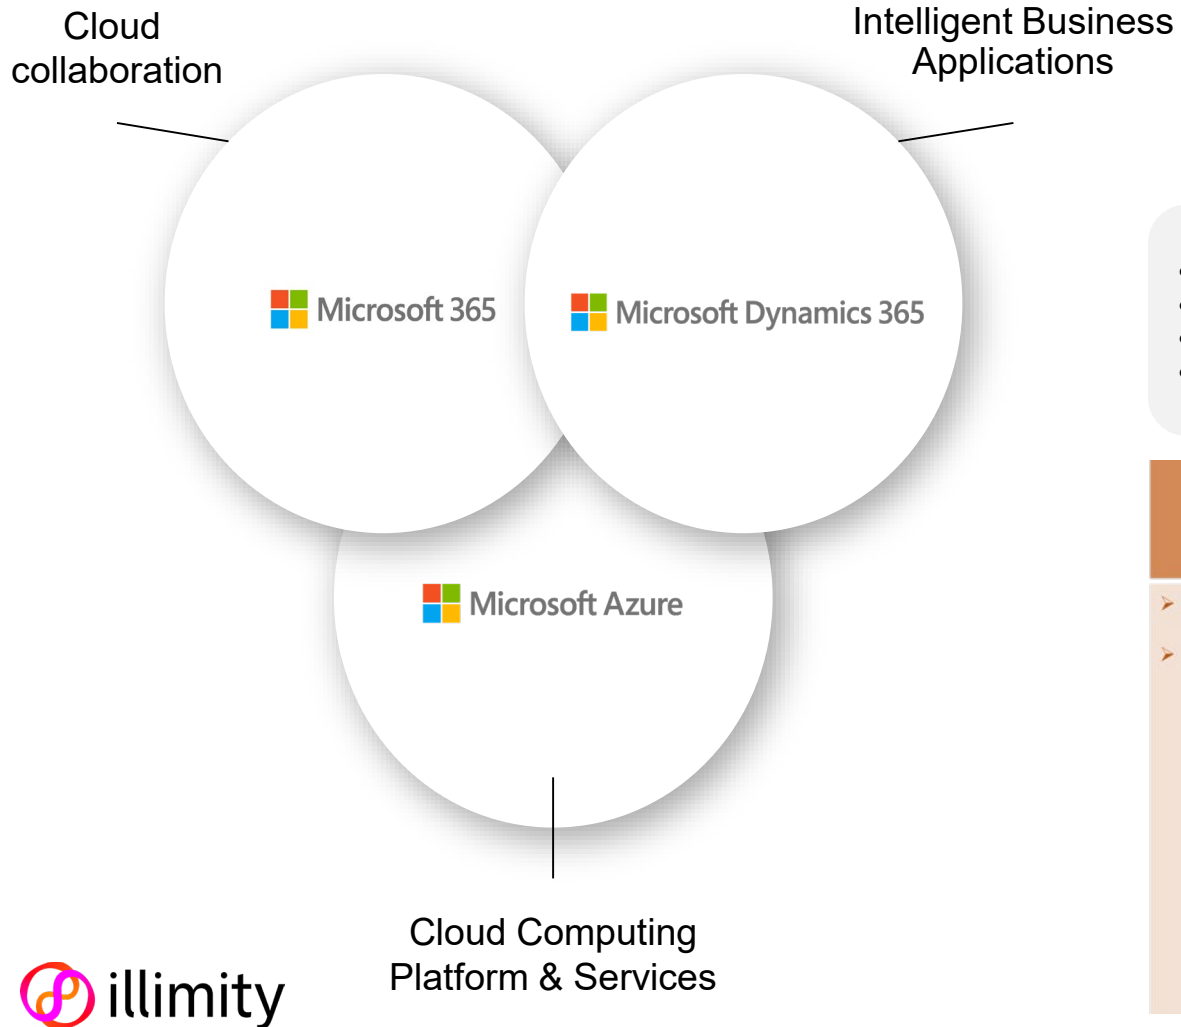 Cloud
collaboration
Intelligent Business
Applications
Microsoft 365
Microsoft Dynamics 365
Microsoft Azure
Cloud Computing
Platform & Services
illimity